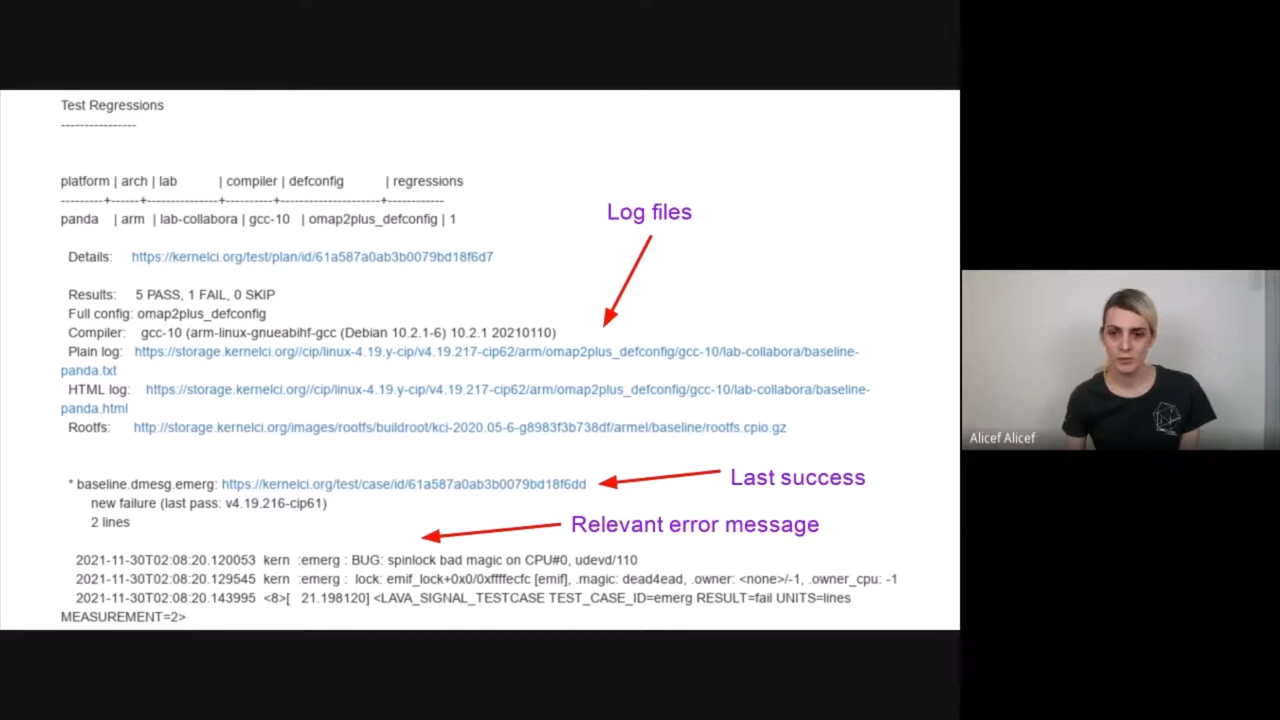 Test Regressions
----------------
platform | arch | lab | compiler | defconfig | regressions
---------+------+---------------+----------+--------------------+------------
panda | arm | lab-collabora | gcc-10 | omap2plus_defconfig | 1
Details: https://kernelci.org/test/plan/id/61a587a0ab3b0079bd18f6d7
Results: 5 PASS, 1 FAIL, 0 SKIP
Full config: omap2plus_defconfig
Compiler: gcc-10 (arm-linux-gnueabihf-gcc (Debian 10.2.1-6) 10.2.1 20210110)
Plain log: https://storage.kernelci.org//cip/linux-4.19.y-cip/v4.19.217-cip62/arm/omap2plus_defconfig/gcc-10/lab-collabora/baseline-
panda.txt
HTML log: https://storage.kernelci.org//cip/linux-4.19.y-cip/v4.19.217-cip62/arm/omap2plus_defconfig/gcc-10/lab-collabora/baseline-
panda.html
Rootfs: http://storage.kernelci.org/images/rootfs/buildroot/kci-2020.05-6-g8983f3b738df/armel/baseline/rootfs.cpio.gz
* baseline.dmesg.emerg: https://kernelci.org/test/case/id/61a587a0ab3b0079bd18f6dd
new failure (last pass: v4.19.216-cip61)
2 lines
2021-11-30T02:08:20.120053 kern :emerg : BUG: spinlock bad magic on CPU#0, udevd/110
2021-11-30T02:08:20.129545 kern :emerg : lock: emif_lock+0x0/0xffffecfc [emif], .magic: dead4ead, .owner: <none>/-1, .owner_cpu: -1
2021-11-30T02:08:20.143995 <8>[ 21.198120] <LAVA_SIGNAL_TESTCASE TEST_CASE_ID=emerg RESULT=fail UNITS=lines
MEASUREMENT=2>
Log files
Last success
Relevant error message
Alicef Alicef